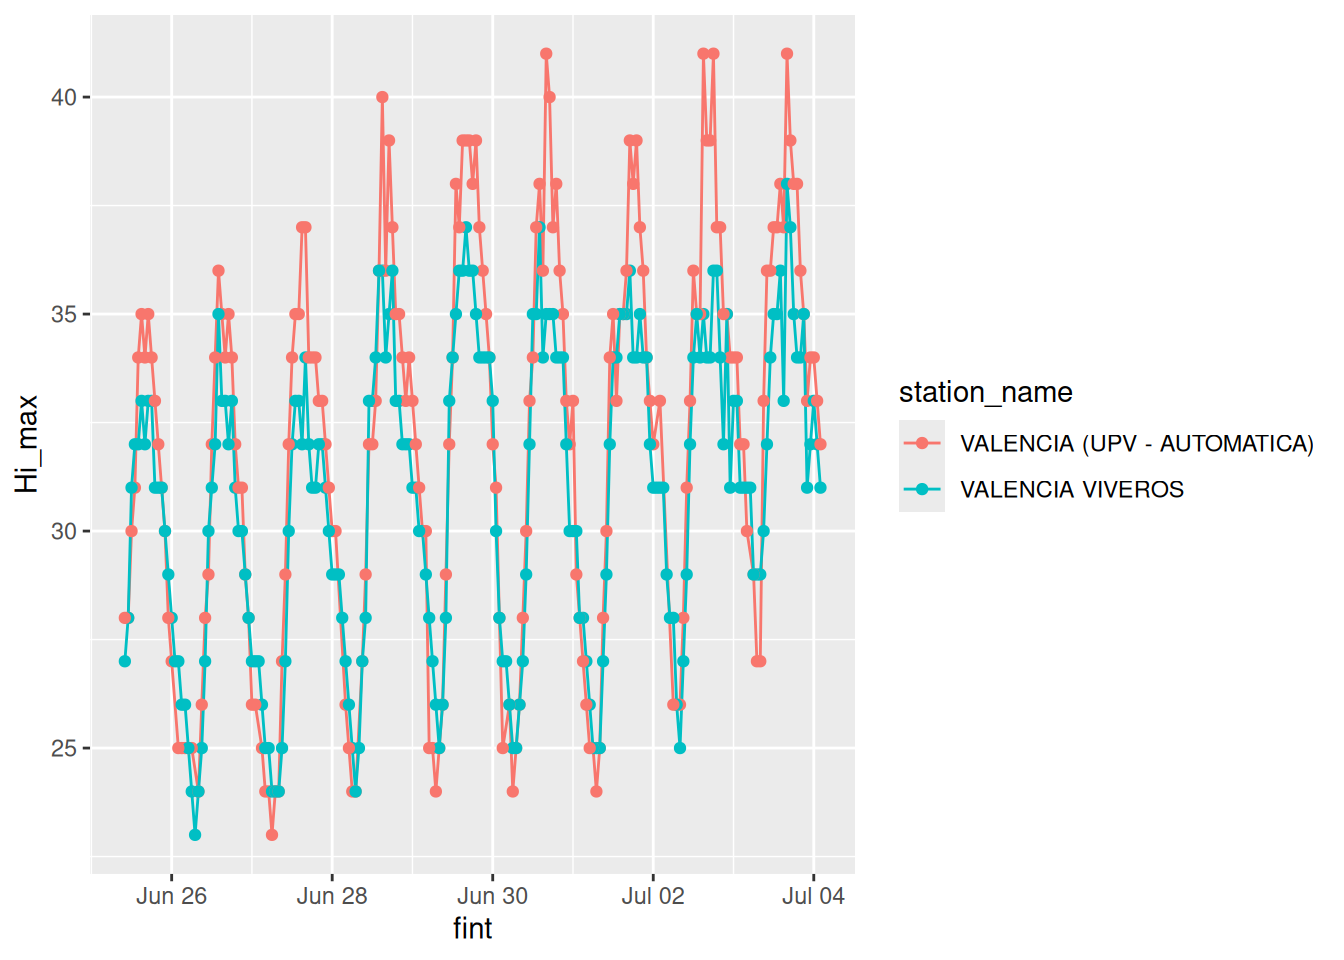 40
35
30
25
Hi_max
Jun 26
Jun 28
Jun 30
Jul 02
Jul 04
fint
station_name
VALENCIA (UPV - AUTOMATICA)
VALENCIA VIVEROS